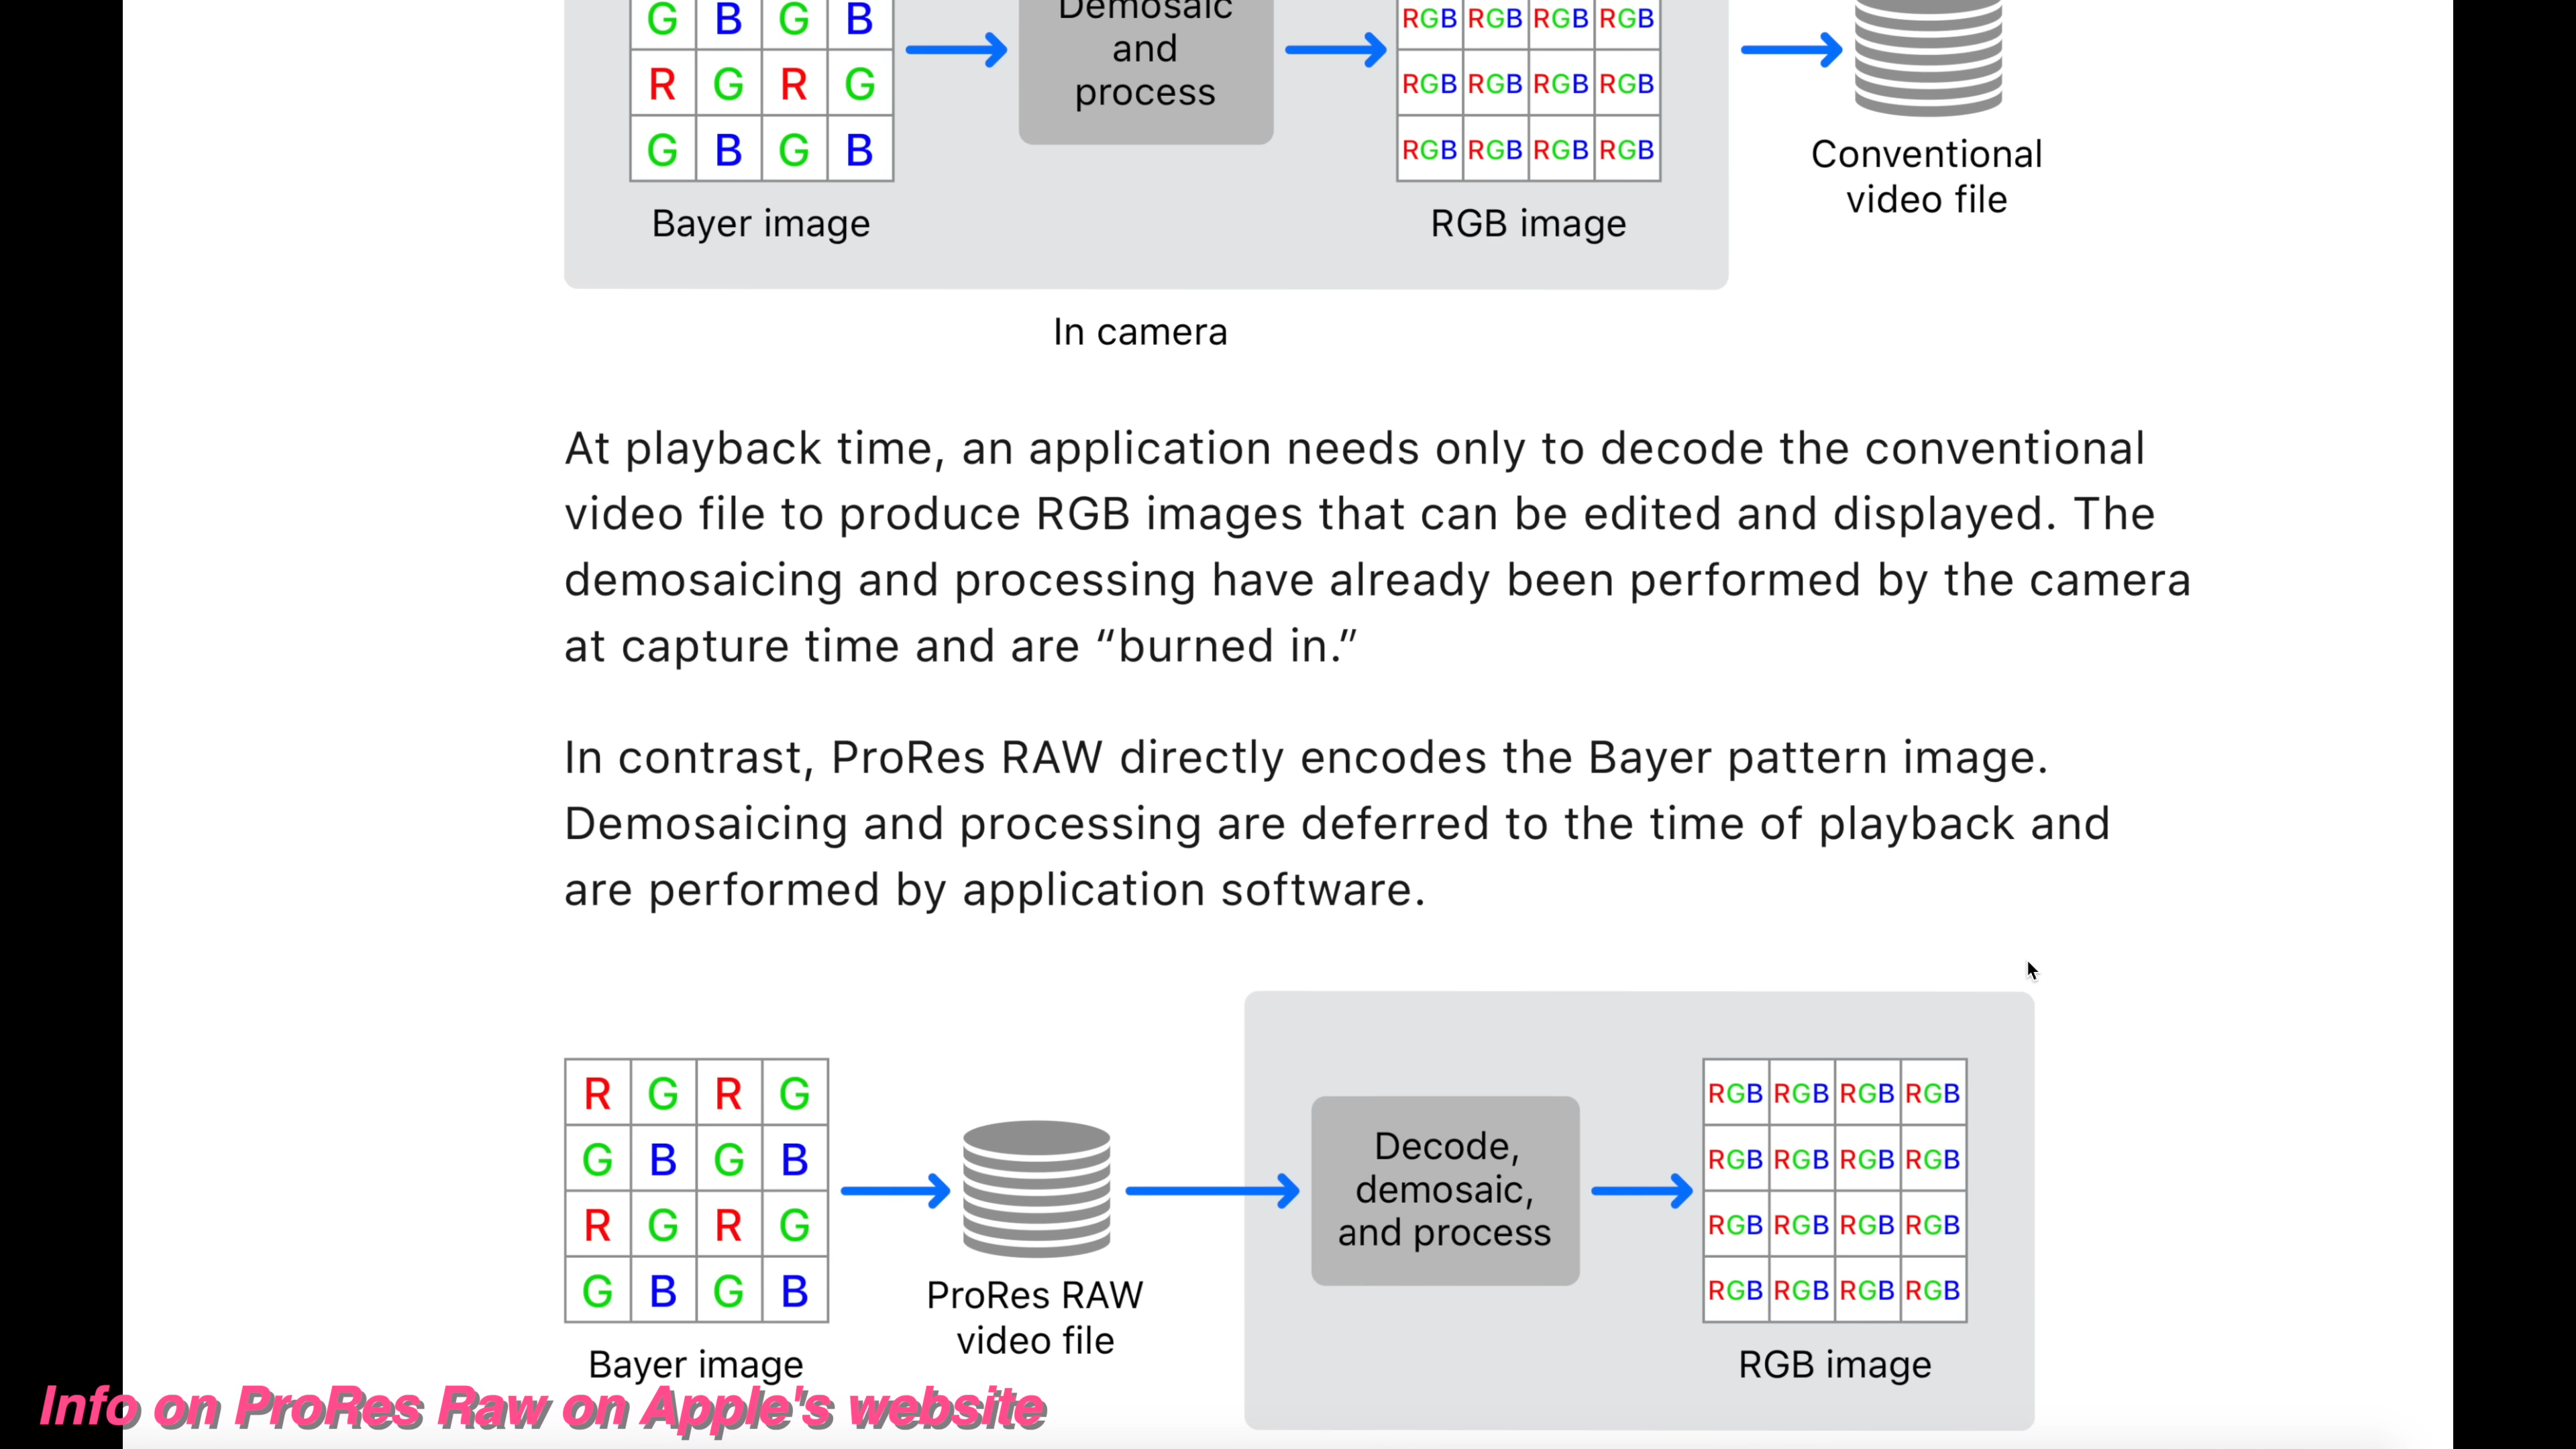 G B G B
R G R G
G B G B
Bayer image
Demosaic
and
process
RGB RGB RGB RGB
RGB RGB RGB RGB
RGB RGB RGB RGB
RGB image
Conventional
video file
In camera
At playback time, an application needs only to decode the conventional
video file to produce RGB images that can be edited and displayed. The
demosaicing and processing have already been performed by the camera
at capture time and are “burned in.”
In contrast, ProRes RAW directly encodes the Bayer pattern image.
Demosaicing and processing are deferred to the time of playback and
are performed by application software.
R G R G
G B G B
R G R G
G B G B
Bayer image
ProRes RAW
video file
Decode,
demosaic,
and process
RGB RGB RGB RGB
RGB RGB RGB RGB
RGB RGB RGB RGB
RGB RGB RGB RGB
RGB image
Info on ProRes Raw on Apple's website